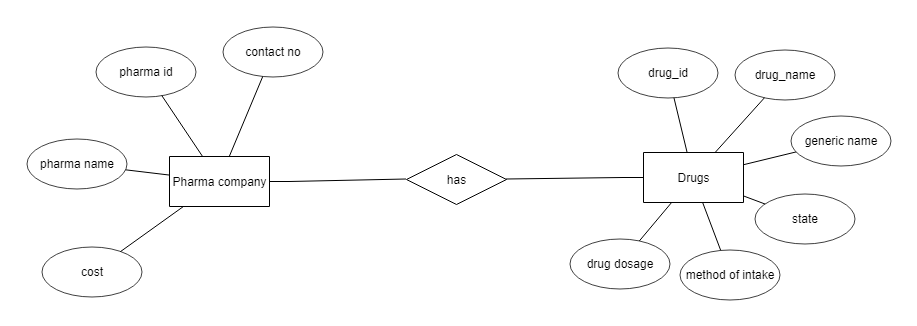 contact no
pharma id
drug_id
drug_name
generic name
pharma name
Pharma company
has
Drugs
state
drug dosage
method of intake
cost